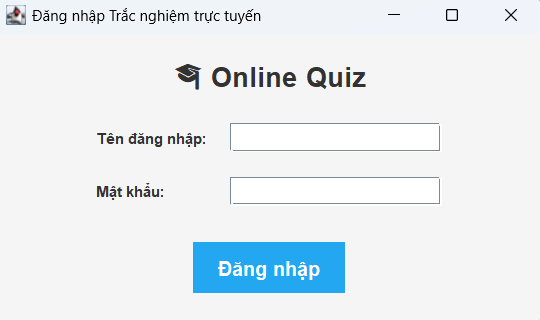 Đăng nhập Trắc nghiệm trực tuyến
🎓 Online Quiz
Tên đăng nhập:
Mật khẩu:
Đăng nhập